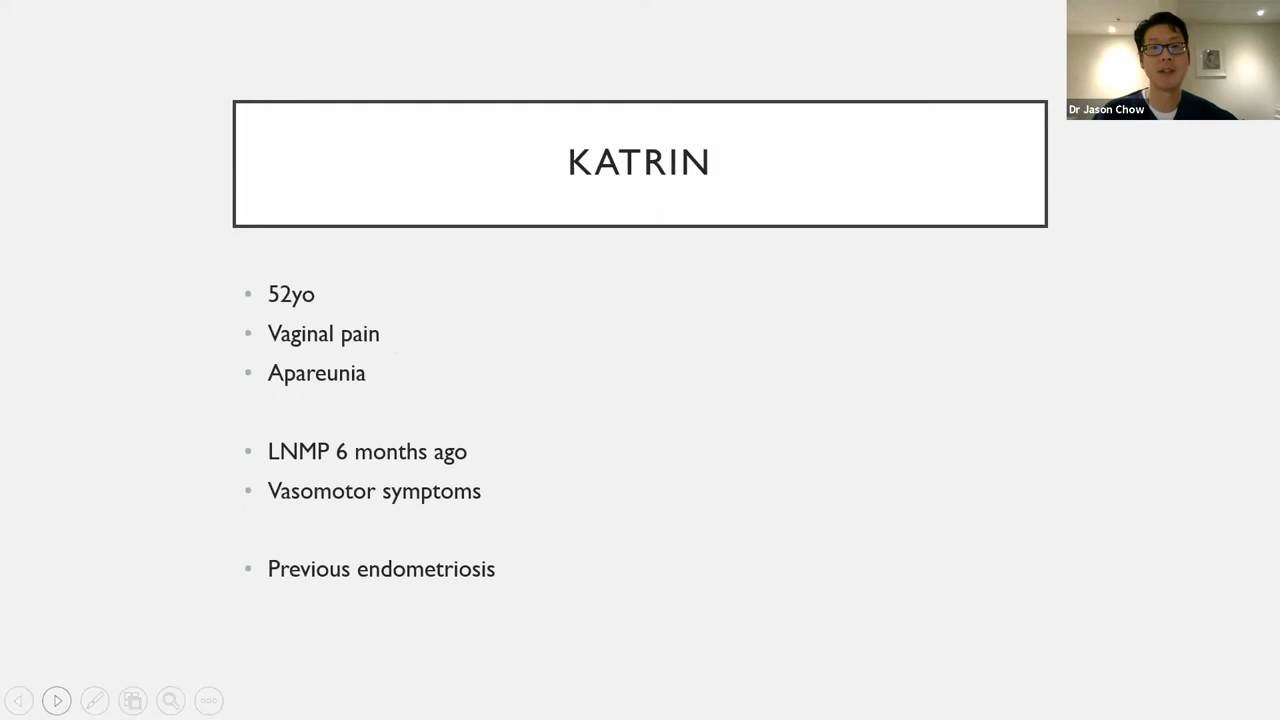 Dr Jason Chow
KATRIN
• 52yo
• Vaginal pain
• Apareunia
• LNMP 6 months ago
• Vasomotor symptoms
• Previous endometriosis